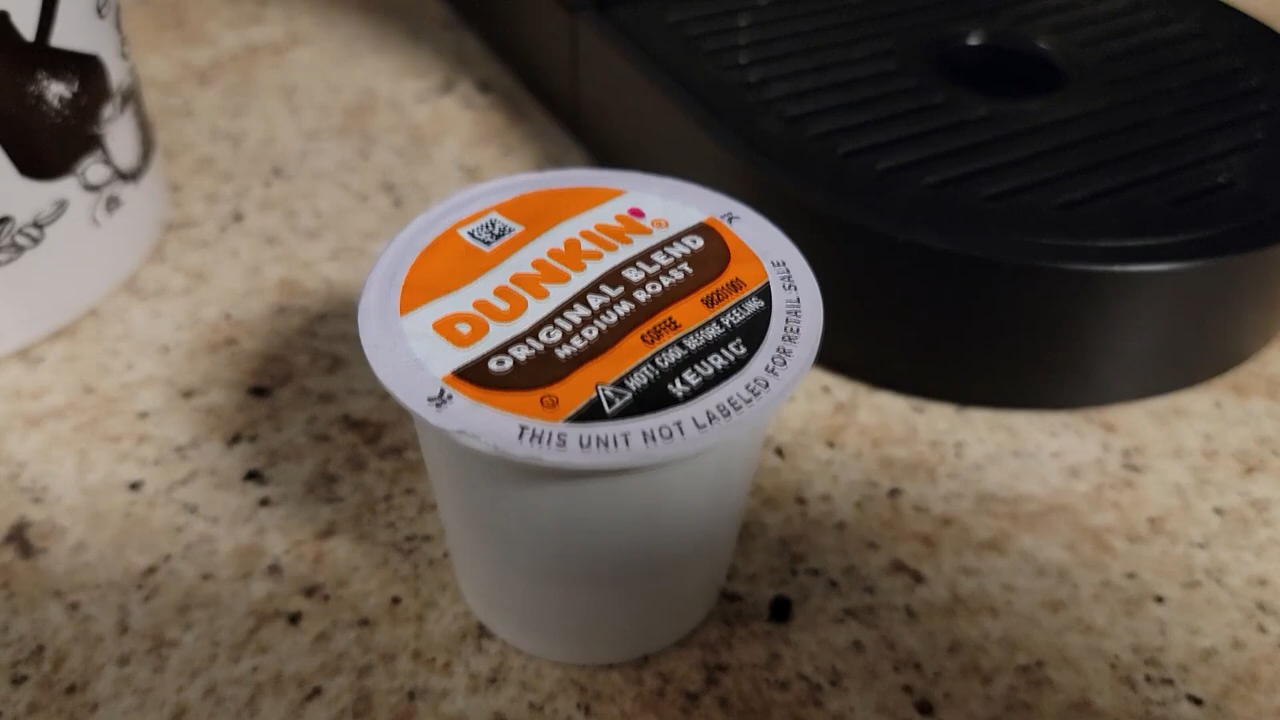 DUNKIN'
ORIGINAL BLEND
MEDIUM ROAST
COFFEE
HOT! COOL BEFORE PEELING
KEURIG
THIS UNIT NOT LABELED FOR RETAIL SALE